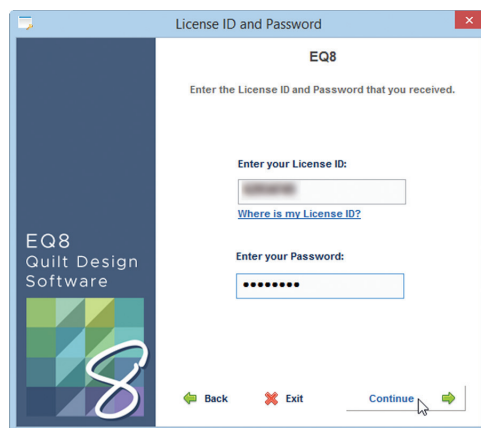 License ID and Password
EQ8
Enter the License ID and Password that you received.
Enter your License ID:
Where is my License ID?
Enter your Password:
••••••••
EQ8
Quilt Design
Software
8
Back
Exit
Continue